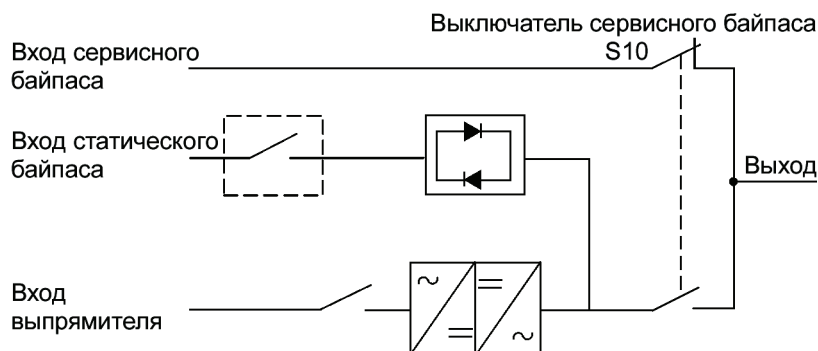 Выключатель сервисного байпаса
S10
Вход сервисного
байпаса
Вход статического
байпаса
Выход
Вход
выпрямителя